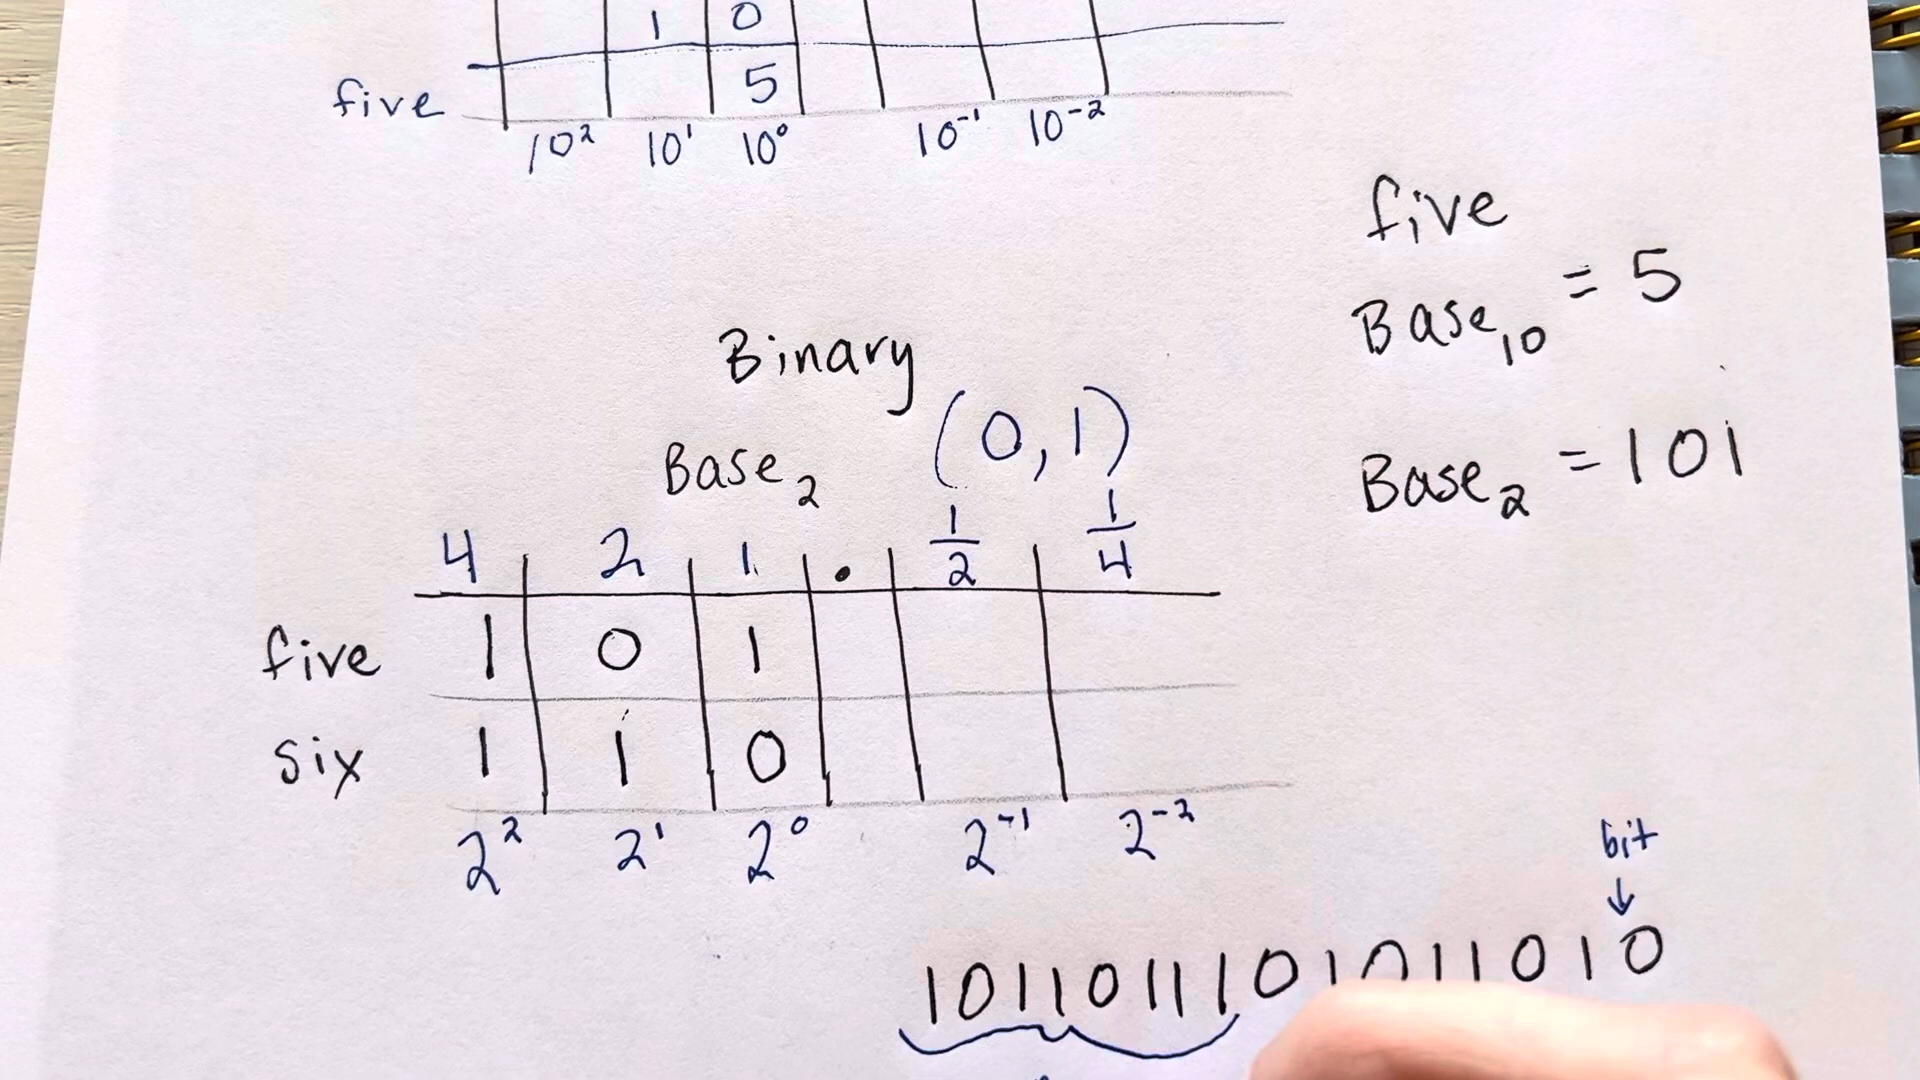 1 0
five 5
10² 10¹ 10⁰ 10⁻¹ 10⁻²
five
Base₁₀ = 5
Binary
Base₂ (0,1)
Base₂ = 101
4 2 1 . 1/2 1/4
five 1 0 1
six 1 1 0
2² 2¹ 2⁰ 2⁻¹ 2⁻²
bit
↓
1011011101011010